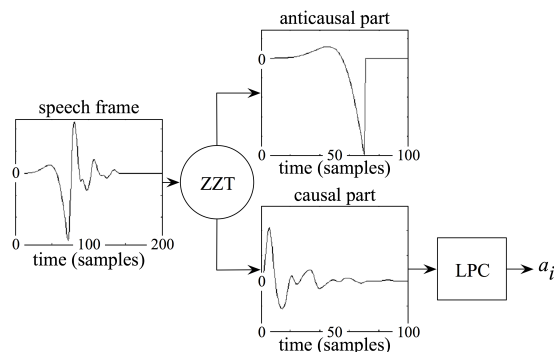 anticausal part
0
0 50 100
time (samples)
speech frame
0
0 100 200
time (samples)
ZZT
causal part
0
0 50 100
time (samples)
LPC
a_i